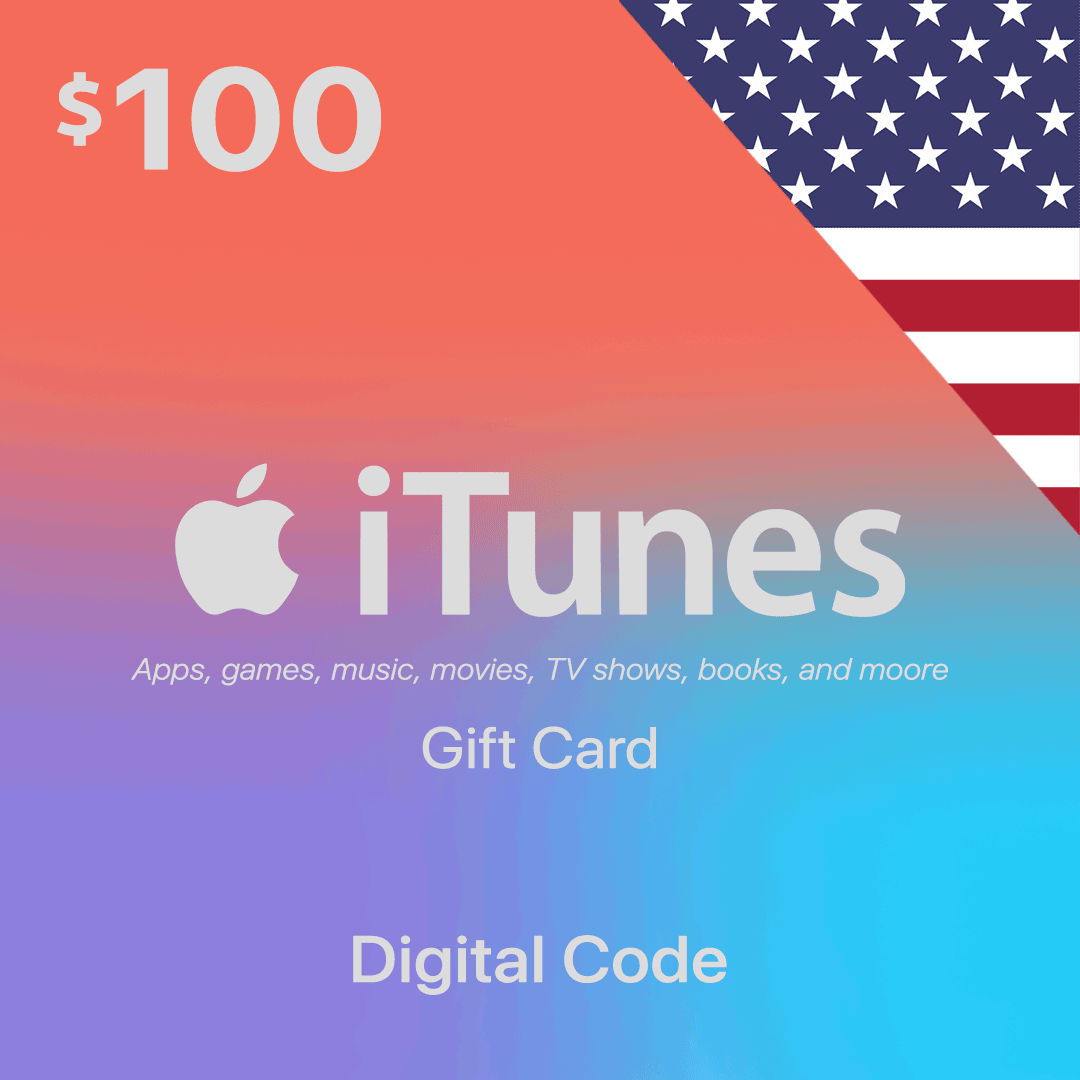 $100
iTunes
Apps, games, music, movies, TV shows, books, and moore
Gift Card
Digital Code